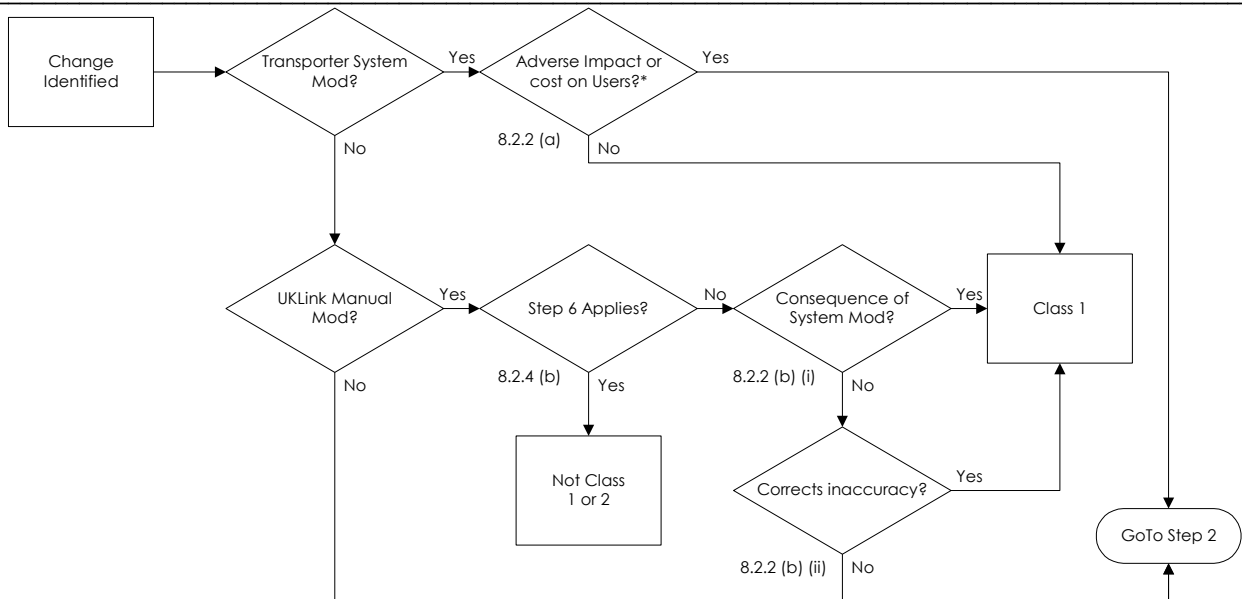 Change
Identified
Transporter System
Mod?
Yes
Adverse Impact or
cost on Users?*
Yes
8.2.2 (a)
No
No
UKLink Manual
Mod?
Yes
Step 6 Applies?
No
Consequence of
System Mod?
Yes
Class 1
No
8.2.4 (b)
Yes
8.2.2 (b) (i)
No
Not Class
1 or 2
Corrects inaccuracy?
Yes
GoTo Step 2
8.2.2 (b) (ii)
No